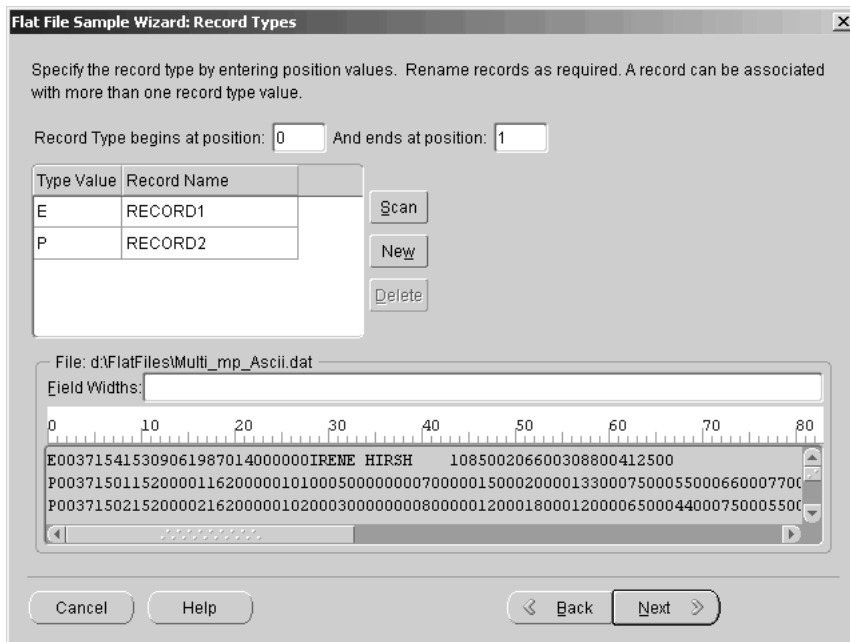 Flat File Sample Wizard: Record Types
Specify the record type by entering position values. Rename records as required. A record can be associated
with more than one record type value.
Record Type begins at position: 0 And ends at position: 1
Type Value Record Name
E RECORD1
P RECORD2
Scan
New
Delete
File: d:\FlatFiles\Multi_mp_Ascii.dat
Field Widths:
0 10 20 30 40 50 60 70 80
E003715415309061987014000000IRENE HIRSH 108500206600308800412500
P003715011520000116200000010100050000000070000015000200001330007500055000660007700
P003715021520000216200000010200030000000080000012000180001200006500044000750005500
Cancel Help Back Next